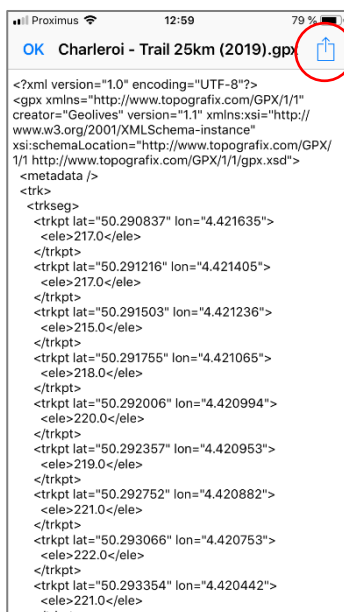 Proximus 12:59 79 %
OK Charleroi - Trail 25km (2019).gpx
<?xml version="1.0" encoding="UTF-8"?>
<gpx xmlns="http://www.topografix.com/GPX/1/1"
creator="Geolives" version="1.1" xmlns:xsi="http://
www.w3.org/2001/XMLSchema-instance"
xsi:schemaLocation="http://www.topografix.com/GPX/
1/1 http://www.topografix.com/GPX/1/1/gpx.xsd">
<metadata />
<trk>
<trkseg>
<trkpt lat="50.290837" lon="4.421635">
<ele>217.0</ele>
</trkpt>
<trkpt lat="50.291216" lon="4.421405">
<ele>217.0</ele>
</trkpt>
<trkpt lat="50.291503" lon="4.421236">
<ele>215.0</ele>
</trkpt>
<trkpt lat="50.291755" lon="4.421065">
<ele>218.0</ele>
</trkpt>
<trkpt lat="50.292006" lon="4.420994">
<ele>220.0</ele>
</trkpt>
<trkpt lat="50.292357" lon="4.420953">
<ele>219.0</ele>
</trkpt>
<trkpt lat="50.292752" lon="4.420882">
<ele>221.0</ele>
</trkpt>
<trkpt lat="50.293066" lon="4.420753">
<ele>222.0</ele>
</trkpt>
<trkpt lat="50.293354" lon="4.420442">
<ele>221.0</ele>